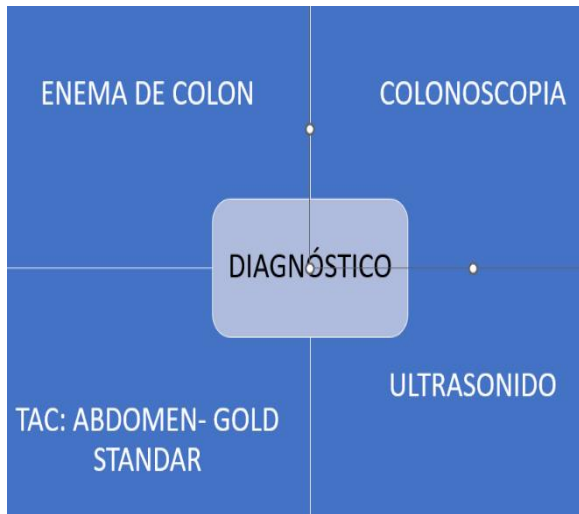 ENEMA DE COLON
COLONOSCOPIA
DIAGNÓSTICO
TAC: ABDOMEN- GOLD
STANDAR
ULTRASONIDO